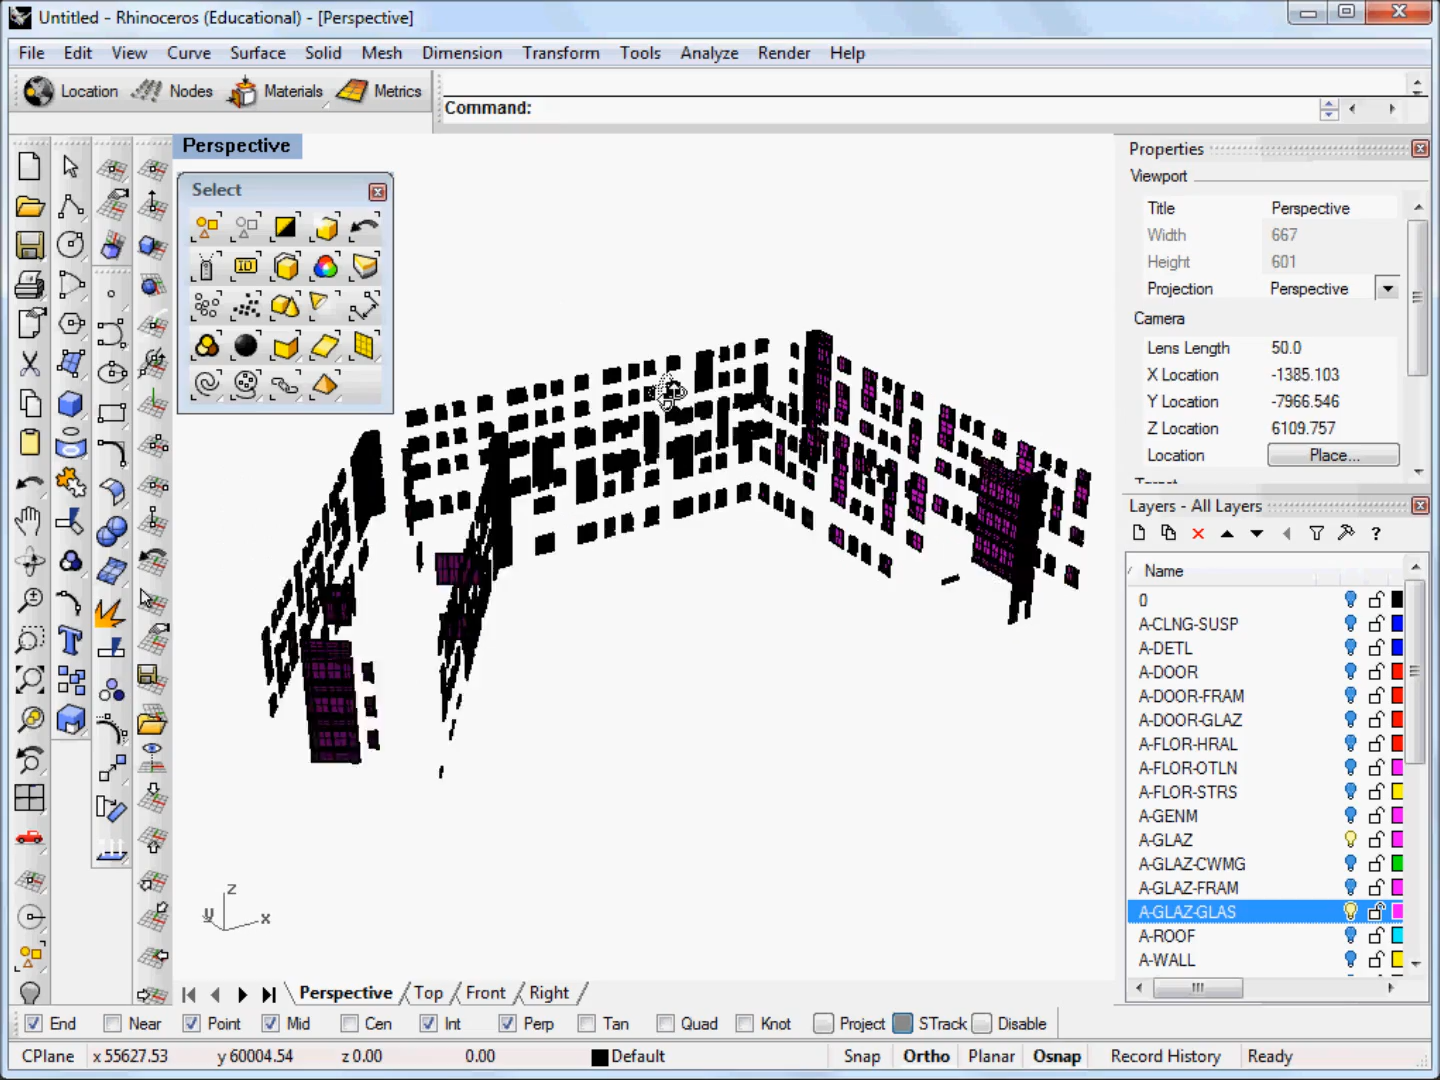 Untitled - Rhinoceros (Educational) - [Perspective]
File Edit View Curve Surface Solid Mesh Dimension Transform Tools Analyze Render Help
Location Nodes Materials Metrics
Command:
Perspective
Select
ID
Properties
Viewport
Title Perspective
Width 667
Height 601
Projection Perspective
Camera
Lens Length 50.0
X Location -1385.103
Y Location -7966.546
Z Location 6109.757
Location Place...
Layers - All Layers
Name
0
A-CLNG-SUSP
A-DETL
A-DOOR
A-DOOR-FRAM
A-DOOR-GLAZ
A-FLOR-HRAL
A-FLOR-OTLN
A-FLOR-STRS
A-GENM
A-GLAZ
A-GLAZ-CWMG
A-GLAZ-FRAM
A-GLAZ-GLAS
A-ROOF
A-WALL
z
y x
Perspective Top Front Right
End Near Point Mid Cen Int Perp Tan Quad Knot Project STrack Disable
CPlane x 55627.53 y 60004.54 z 0.00 0.00 Default Snap Ortho Planar Osnap Record History Ready